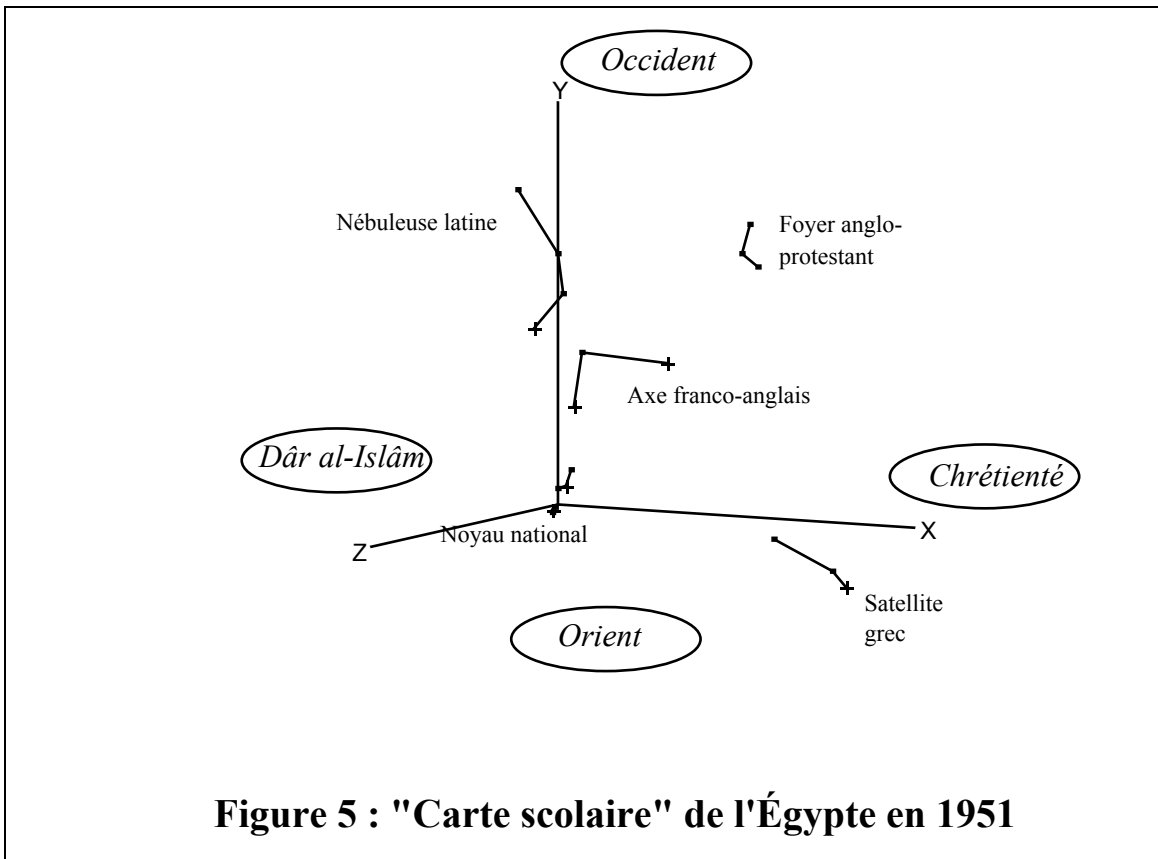 Occident
Y
Nébuleuse latine
Foyer anglo-
protestant
Axe franco-anglais
Dâr al-Islâm
Chrétienté
Noyau national
X
Z
Satellite
grec
Orient
Figure 5 : "Carte scolaire" de l'Égypte en 1951